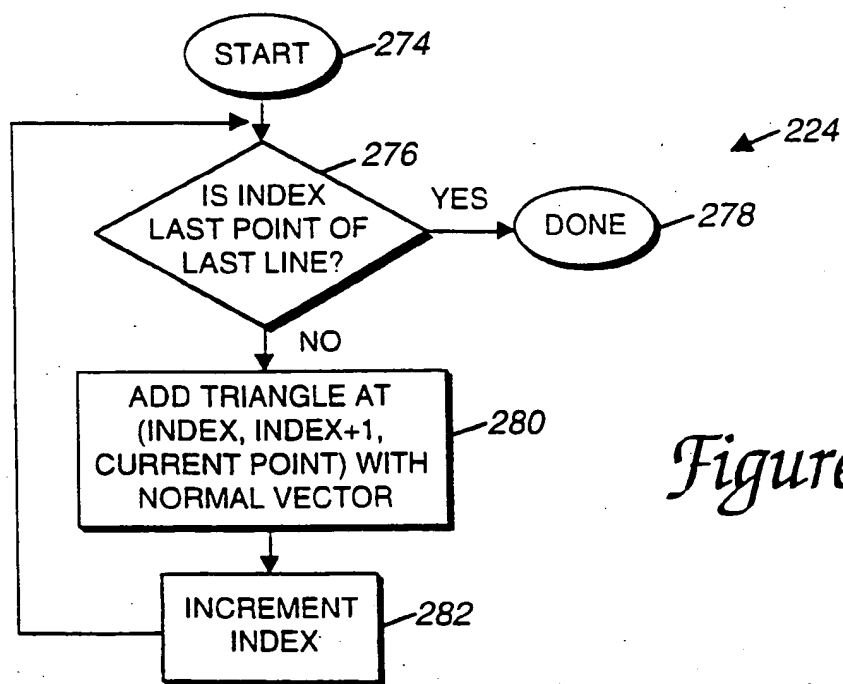 START
274
224
276
IS INDEX
LAST POINT OF
LAST LINE?
YES
DONE
278
NO
ADD TRIANGLE AT
(INDEX, INDEX+1,
CURRENT POINT) WITH
NORMAL VECTOR
280
Figure
INCREMENT
INDEX
282